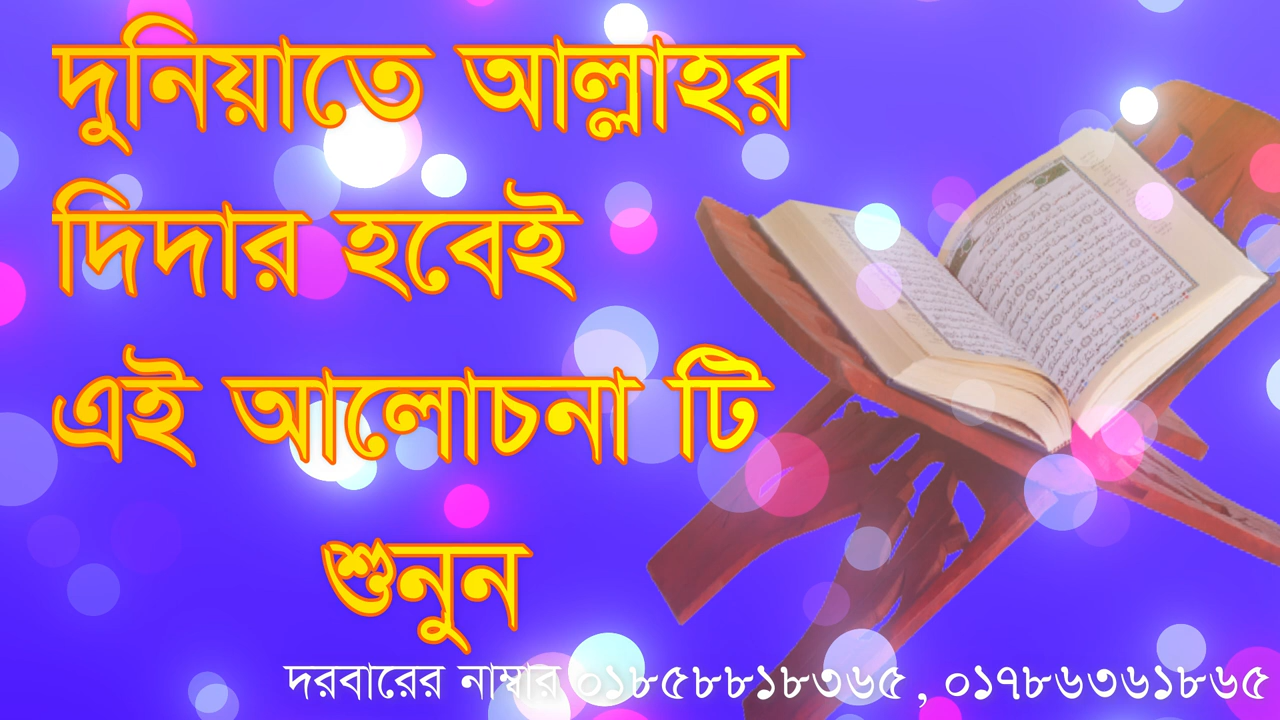 দুনিয়াতে আল্লাহর
দিদার হবেই
এই আলোচনা টি
শুনুন
দরবারের নাম্বার ০১৮৫৮৮১৮৩৬৫ , ০১৭৮৬৩৬১৮৬৫